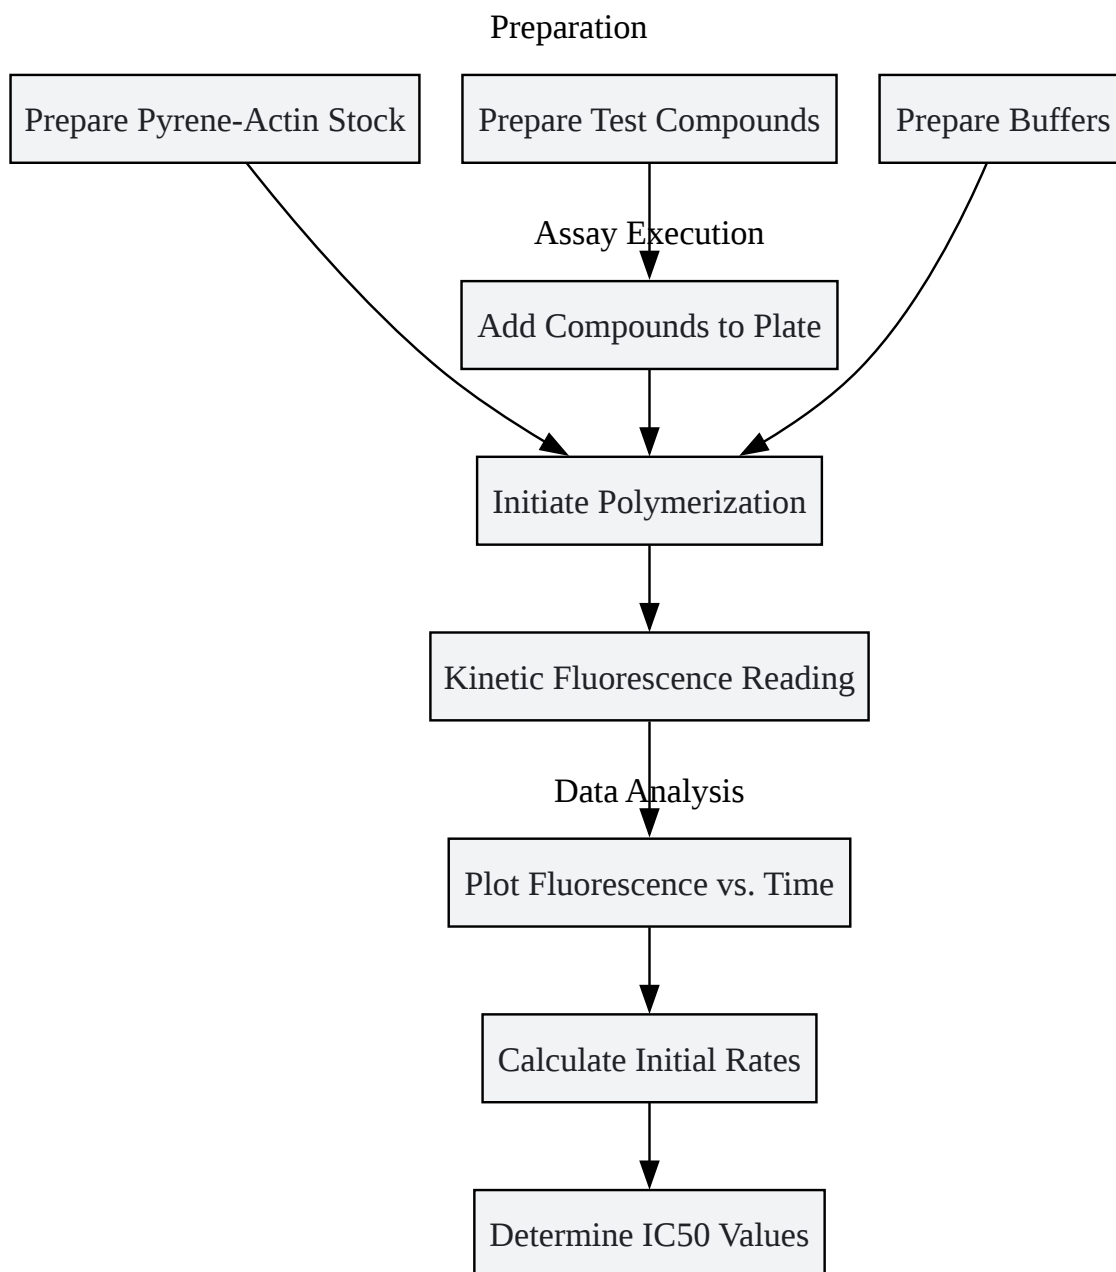 Preparation
Prepare Pyrene-Actin Stock
Prepare Test Compounds
Prepare Buffers
Assay Execution
Add Compounds to Plate
Initiate Polymerization
Kinetic Fluorescence Reading
Data Analysis
Plot Fluorescence vs. Time
Calculate Initial Rates
Determine IC50 Values